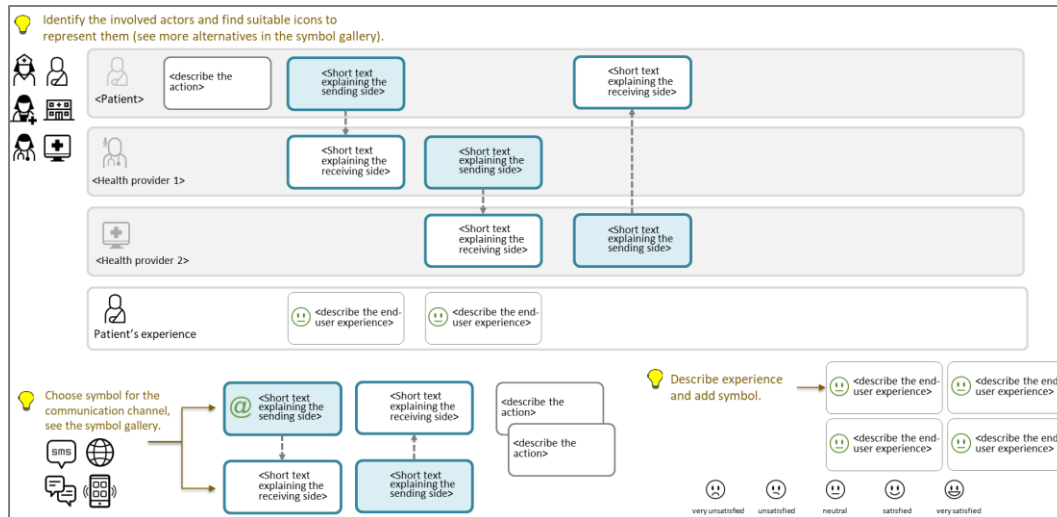 Identify the involved actors and find suitable icons to
represent them (see more alternatives in the symbol gallery).
<Patient>
<describe the
action>
<Short text
explaining the
sending side>
<Short text
explaining the
receiving side>
<Health provider 1>
<Short text
explaining the
receiving side>
<Short text
explaining the
sending side>
<Health provider 2>
<Short text
explaining the
receiving side>
<Short text
explaining the
sending side>
Patient's experience
<describe the end-
user experience>
<describe the end-
user experience>
Choose symbol for the
communication channel,
see the symbol gallery.
sms
@
<Short text
explaining the
sending side>
<Short text
explaining the
receiving side>
<Short text
explaining the
receiving side>
<Short text
explaining the
sending side>
<describe the
action>
<describe the
action>
Describe experience
and add symbol.
<describe the end-
user experience>
<describe the end-
user experience>
<describe the end-
user experience>
<describe the end-
user experience>
very unsatisfied
unsatisfied
neutral
satisfied
very satisfied